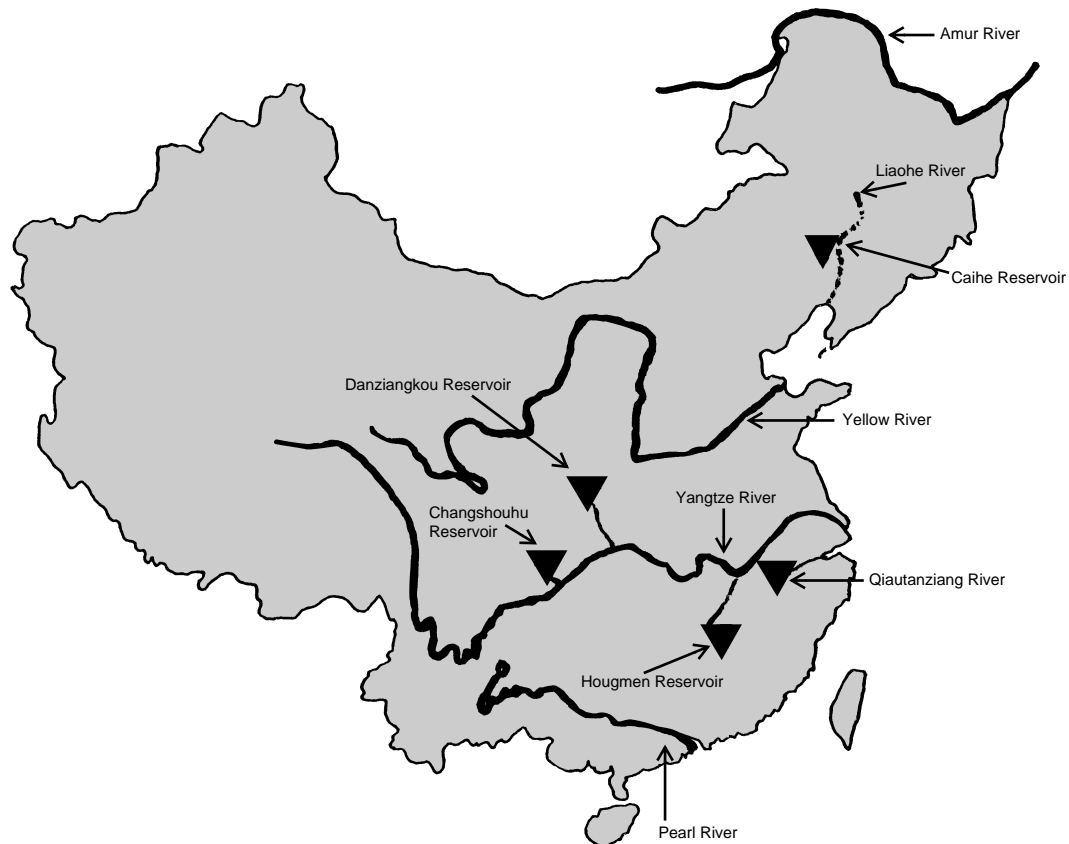 Amur River
Liaohe River
Caihe Reservoir
Danziangkou Reservoir
Yellow River
Yangtze River
Changshouhu
Reservoir
Qiautanziang River
Hougmen Reservoir
Pearl River